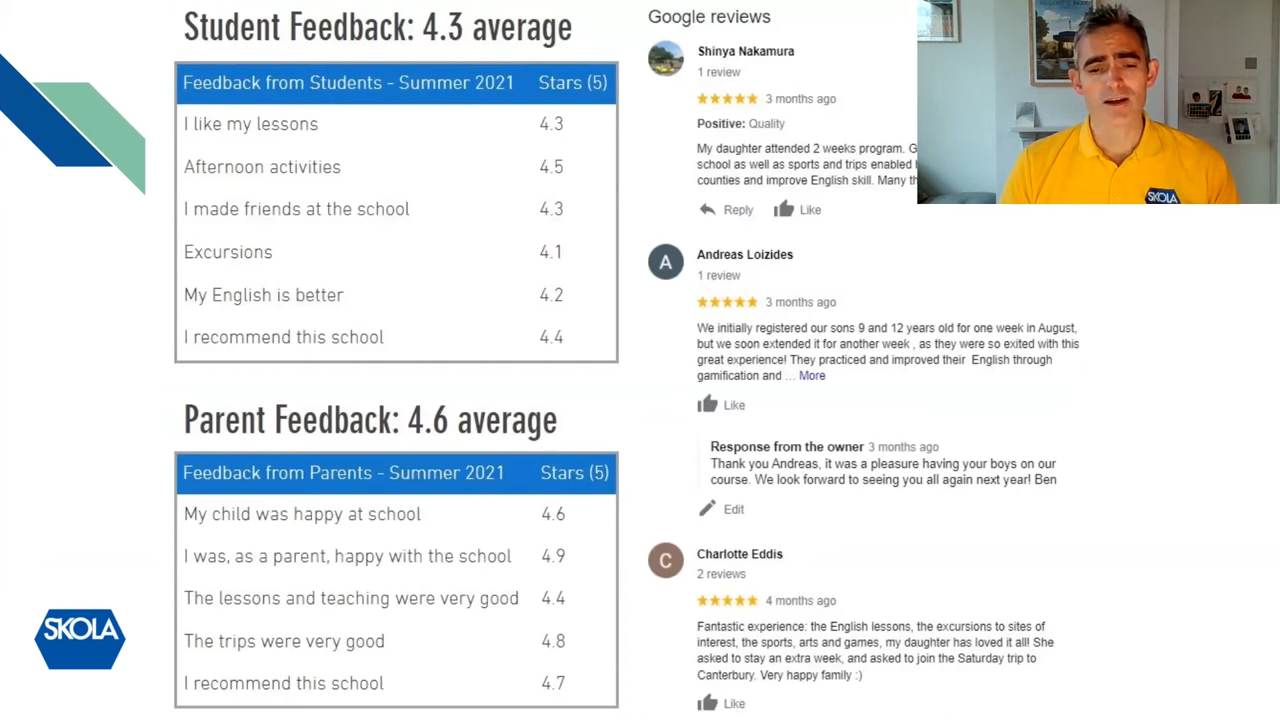 Student Feedback: 4.3 average
Feedback from Students - Summer 2021 Stars (5)
I like my lessons 4.3
Afternoon activities 4.5
I made friends at the school 4.3
Excursions 4.1
My English is better 4.2
I recommend this school 4.4
Parent Feedback: 4.6 average
Feedback from Parents - Summer 2021 Stars (5)
My child was happy at school 4.6
I was, as a parent, happy with the school 4.9
The lessons and teaching were very good 4.4
The trips were very good 4.8
I recommend this school 4.7
SKOLA
Google reviews
Shinya Nakamura
1 review
3 months ago
Positive: Quality
My daughter attended 2 weeks program. G
school as well as sports and trips enabled
counties and improve English skill. Many th
Reply Like
A
Andreas Loizides
1 review
3 months ago
We initially registered our sons 9 and 12 years old for one week in August,
but we soon extended it for another week , as they were so exited with this
great experience! They practiced and improved their English through
gamification and ... More
Like
Response from the owner 3 months ago
Thank you Andreas, it was a pleasure having your boys on our
course. We look forward to seeing you all again next year! Ben
Edit
C
Charlotte Eddis
2 reviews
4 months ago
Fantastic experience: the English lessons, the excursions to sites of
interest, the sports, arts and games, my daughter has loved it all! She
asked to stay an extra week, and asked to join the Saturday trip to
Canterbury. Very happy family :)
Like
SKOLA